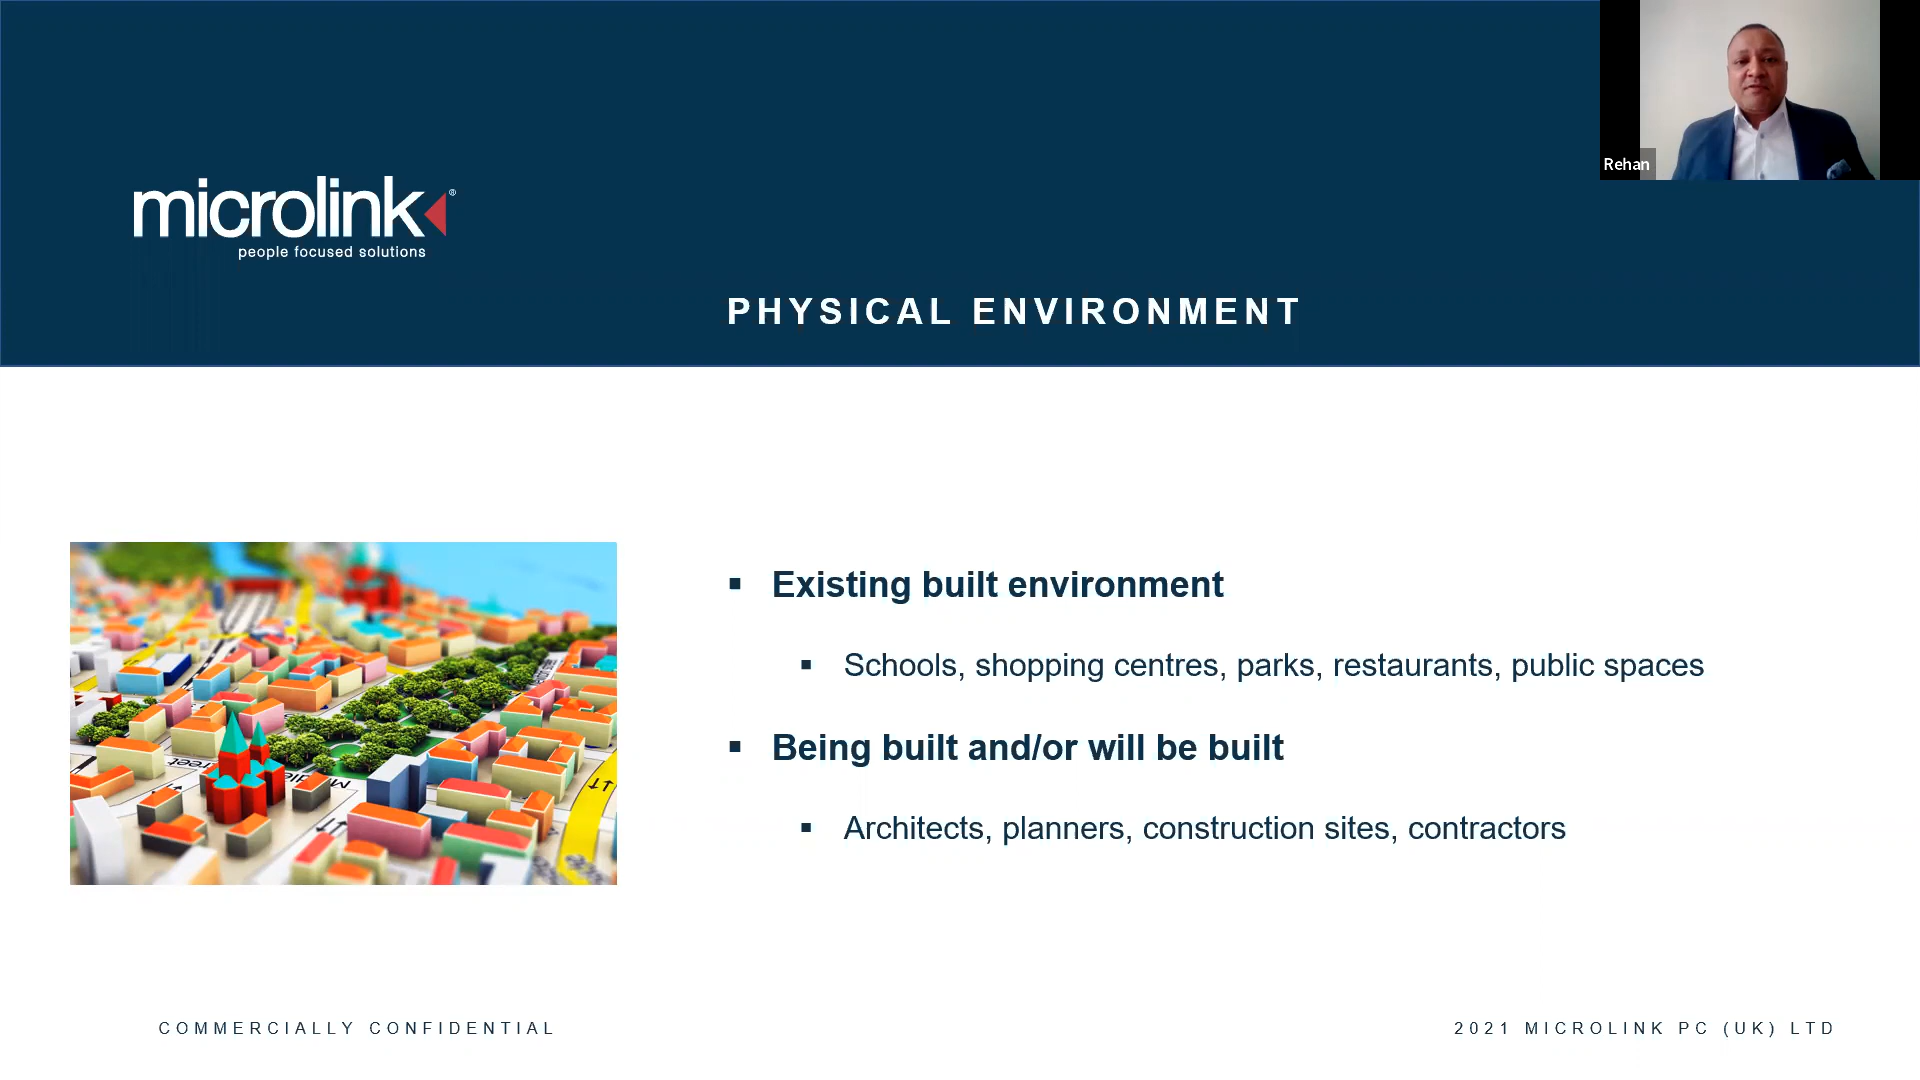 Rehan
microlink®
people focused solutions
PHYSICAL ENVIRONMENT
▪ Existing built environment
▪ Schools, shopping centres, parks, restaurants, public spaces
▪ Being built and/or will be built
▪ Architects, planners, construction sites, contractors
COMMERCIALLY CONFIDENTIAL
2021 MICROLINK PC (UK) LTD